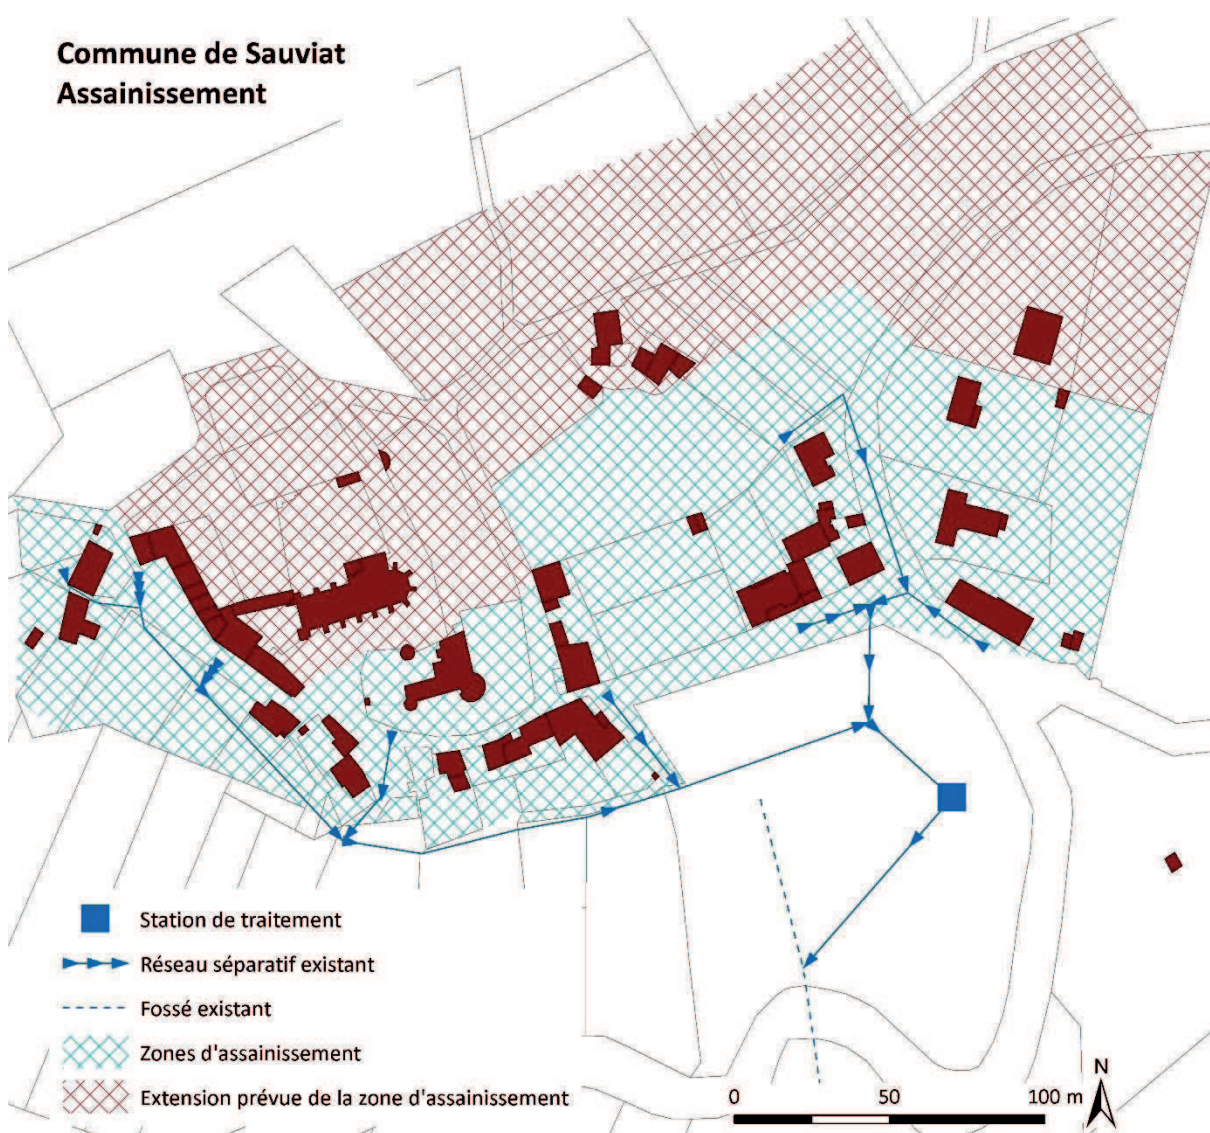 Commune de Sauviat
Assainissement
Station de traitement
Réseau séparatif existant
Fossé existant
Zones d'assainissement
Extension prévue de la zone d'assainissement
N
0 50 100 m